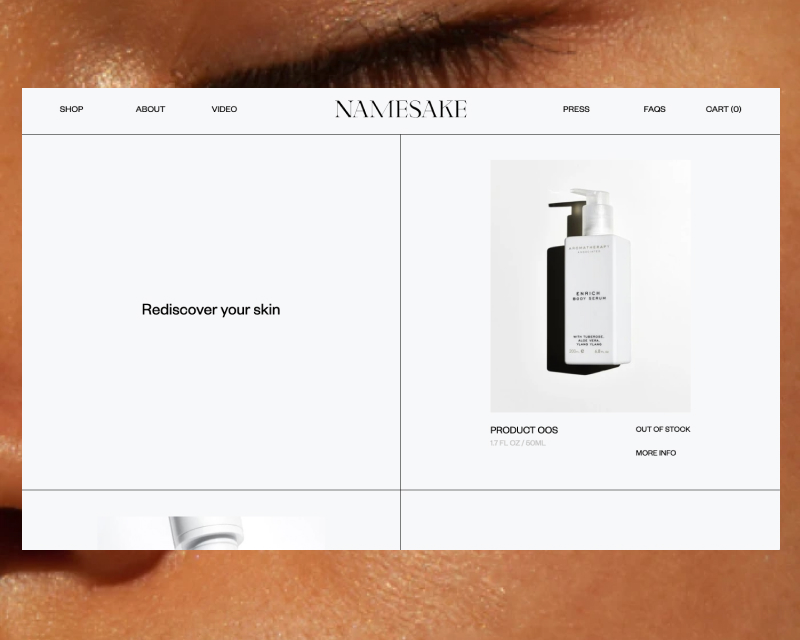 SHOP ABOUT VIDEO NAMESAKE PRESS FAQS CART (0)
Rediscover your skin
AROMATHERAPY
ASSOCIATES
ENRICH
BODY SERUM
WITH TUBEROSE,
ALOE VERA,
YLANG YLANG
PRODUCT OOS
1.7 FL OZ / 50ML
OUT OF STOCK
MORE INFO